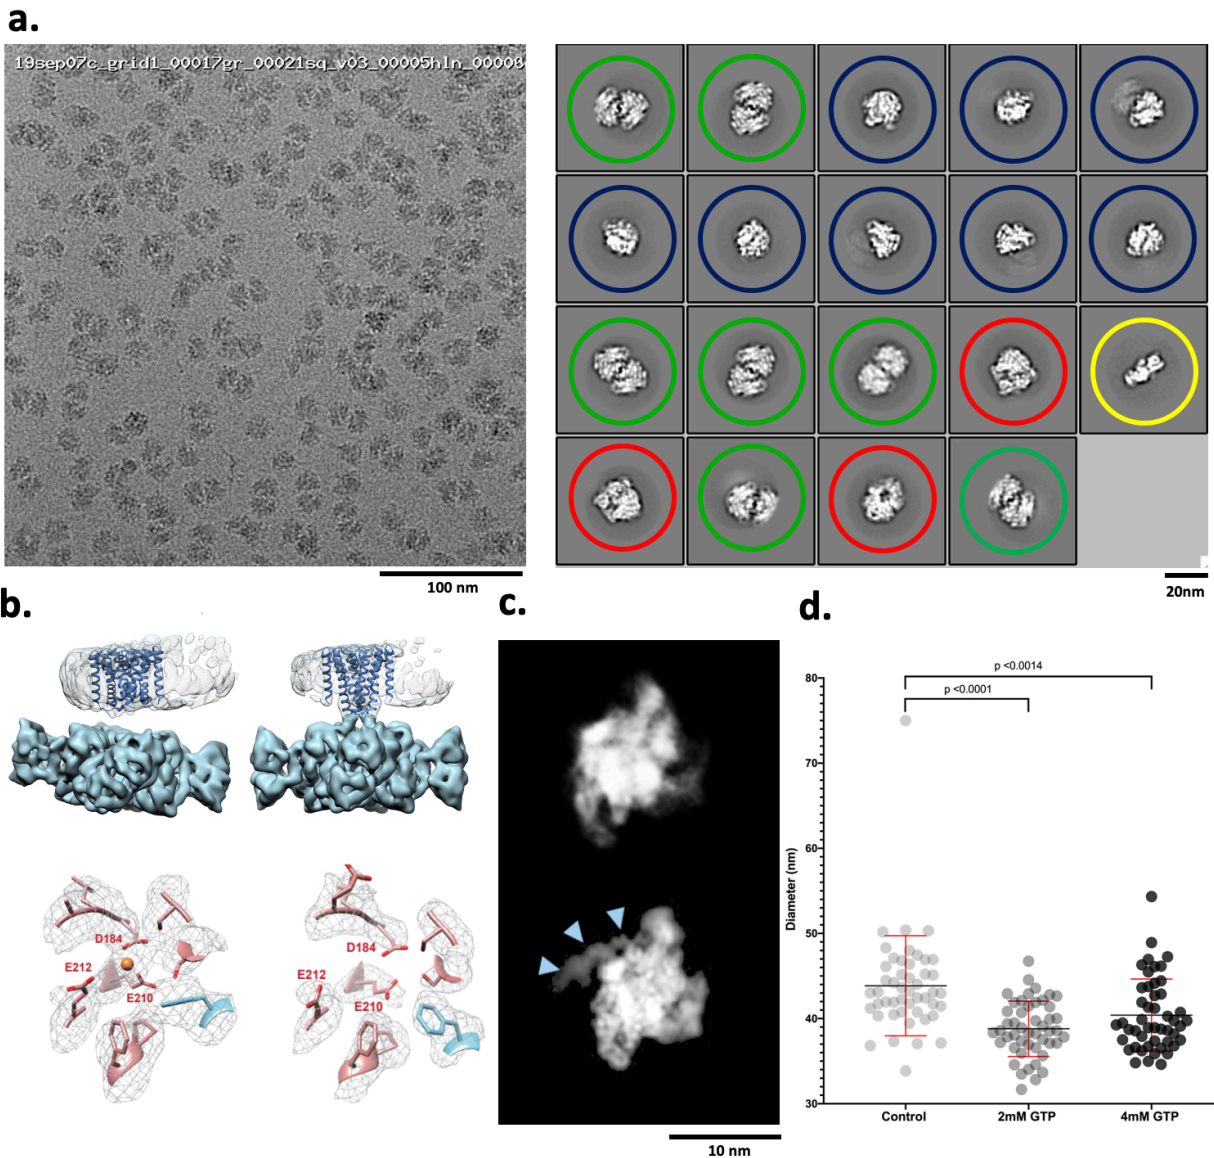 a.
19sep07c_grid1_00017gr_00021sq_v03_00005hln_00006
100 nm
20nm
b.
D184
E212
E210
D184
E212
E210
c.
10 nm
d.
p <0.0014
p <0.0001
Diameter (nm)
80
70
60
50
40
30
Control
2mM GTP
4mM GTP